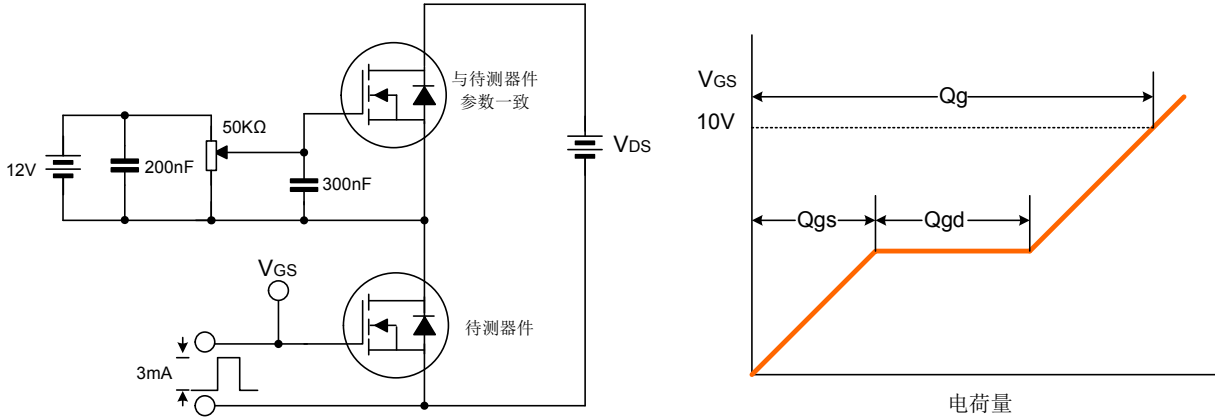 与待测器件
参数一致
50KΩ
12V
200nF
300nF
VDS
VGS
待测器件
3mA
VGS
10V
Qg
Qgs
Qgd
电荷量